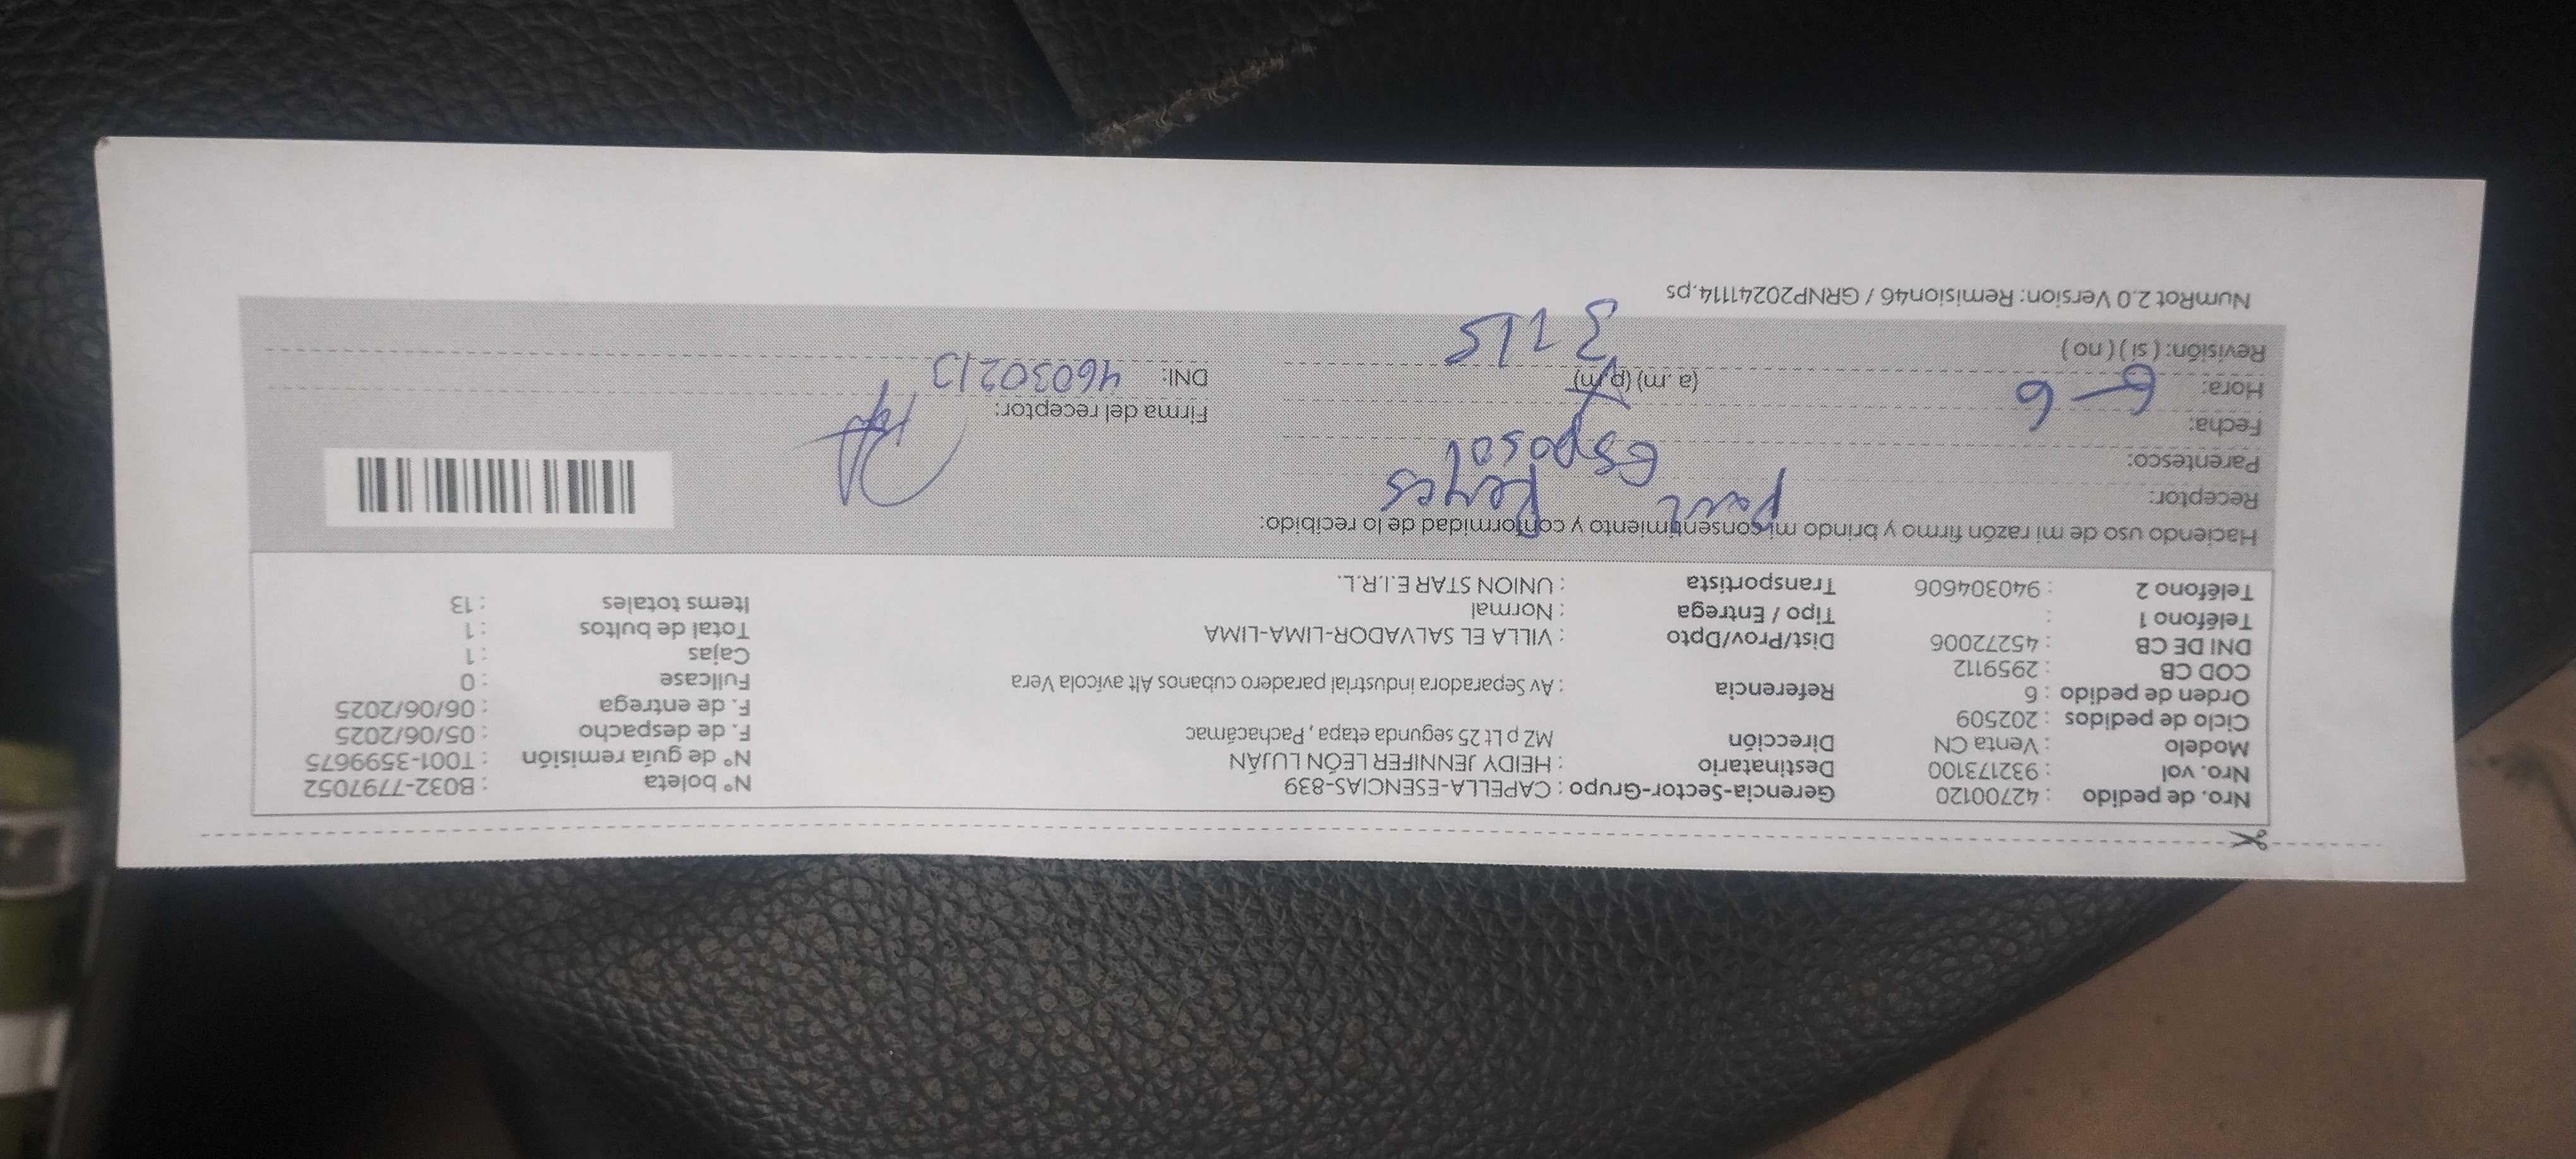 Nro. de pedido : 42700120 Gerencia-Sector-Grupo : CAPELLA-ESENCIAS-839 N° boleta : B032-7797052
Nro. vol : 932173100 Destinatario : HEIDY JENNIFER LEÓN LUJÁN N° de guía remisión : T001-3599675
Modelo : Venta CN Dirección MZ p Lt 25 segunda etapa , Pachacámac F. de despacho : 05/06/2025
Ciclo de pedidos : 202509 F. de entrega : 06/06/2025
Orden de pedido : 6 Referencia : Av Separadora industrial paradero cubanos Alt avicola Vera Fullcase : 0
COD CB : 2959112 Cajas : 1
DNI DE CB : 45272006 Dist/Prov/Dpto : VILLA EL SALVADOR-LIMA-LIMA Total de bultos : 1
Teléfono 1 : Tipo / Entrega : Normal Items totales : 13
Teléfono 2 : 940304606 Transportista : UNION STAR E.I.R.L.
Haciendo uso de mi razón firmo y brindo mi consentimiento y conformidad de lo recibido:
Receptor: Paul Reyes
Parentesco: Esposo
Fecha: 6-6 Firma del receptor:
Hora: (a. m) (p. m) 3 : 15 DNI: 46030213
Revisión: ( si ) ( no )
NumRot 2.0 Version: Remision46 / GRNP20241114.ps